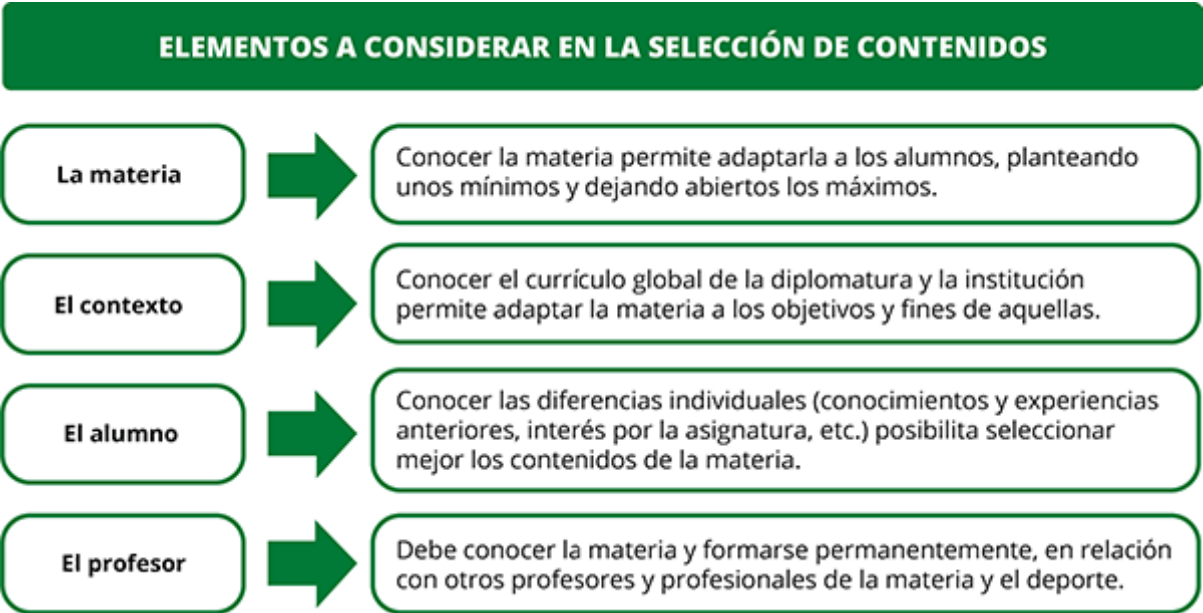 ELEMENTOS A CONSIDERAR EN LA SELECCIÓN DE CONTENIDOS
La materia
Conocer la materia permite adaptarla a los alumnos, planteando
unos mínimos y dejando abiertos los máximos.
El contexto
Conocer el currículo global de la diplomatura y la institución
permite adaptar la materia a los objetivos y fines de aquellas.
El alumno
Conocer las diferencias individuales (conocimientos y experiencias
anteriores, interés por la asignatura, etc.) posibilita seleccionar
mejor los contenidos de la materia.
El profesor
Debe conocer la materia y formarse permanentemente, en relación
con otros profesores y profesionales de la materia y el deporte.